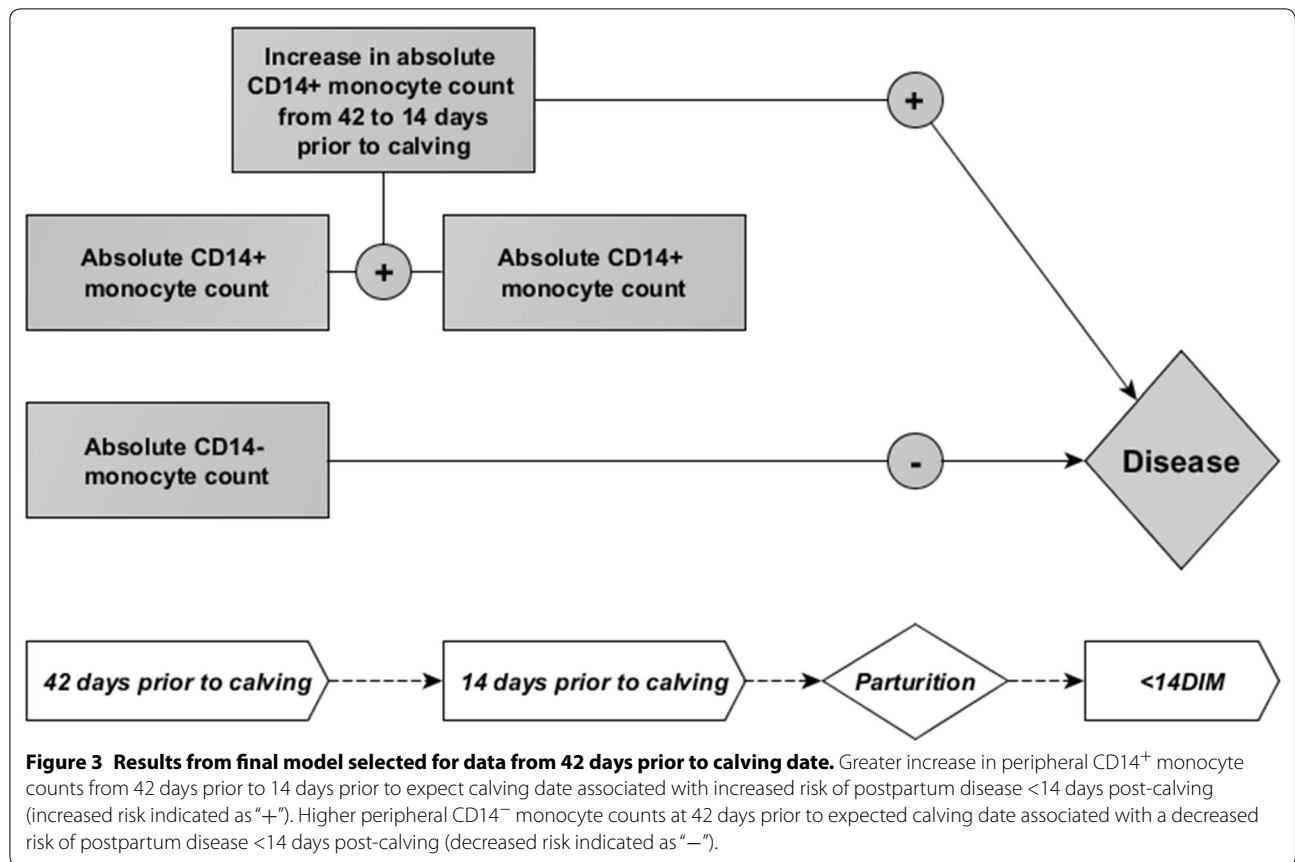 Increase in absolute
CD14+ monocyte count
from 42 to 14 days
prior to calving
+
Absolute CD14+
monocyte count
+
Absolute CD14+
monocyte count
Absolute CD14-
monocyte count
-
Disease
42 days prior to calving
14 days prior to calving
Parturition
<14DIM
Figure 3 Results from final model selected for data from 42 days prior to calving date. Greater increase in peripheral CD14⁺ monocyte
counts from 42 days prior to 14 days prior to expect calving date associated with increased risk of postpartum disease <14 days post-calving
(increased risk indicated as “+”). Higher peripheral CD14⁻ monocyte counts at 42 days prior to expected calving date associated with a decreased
risk of postpartum disease <14 days post-calving (decreased risk indicated as “−”).